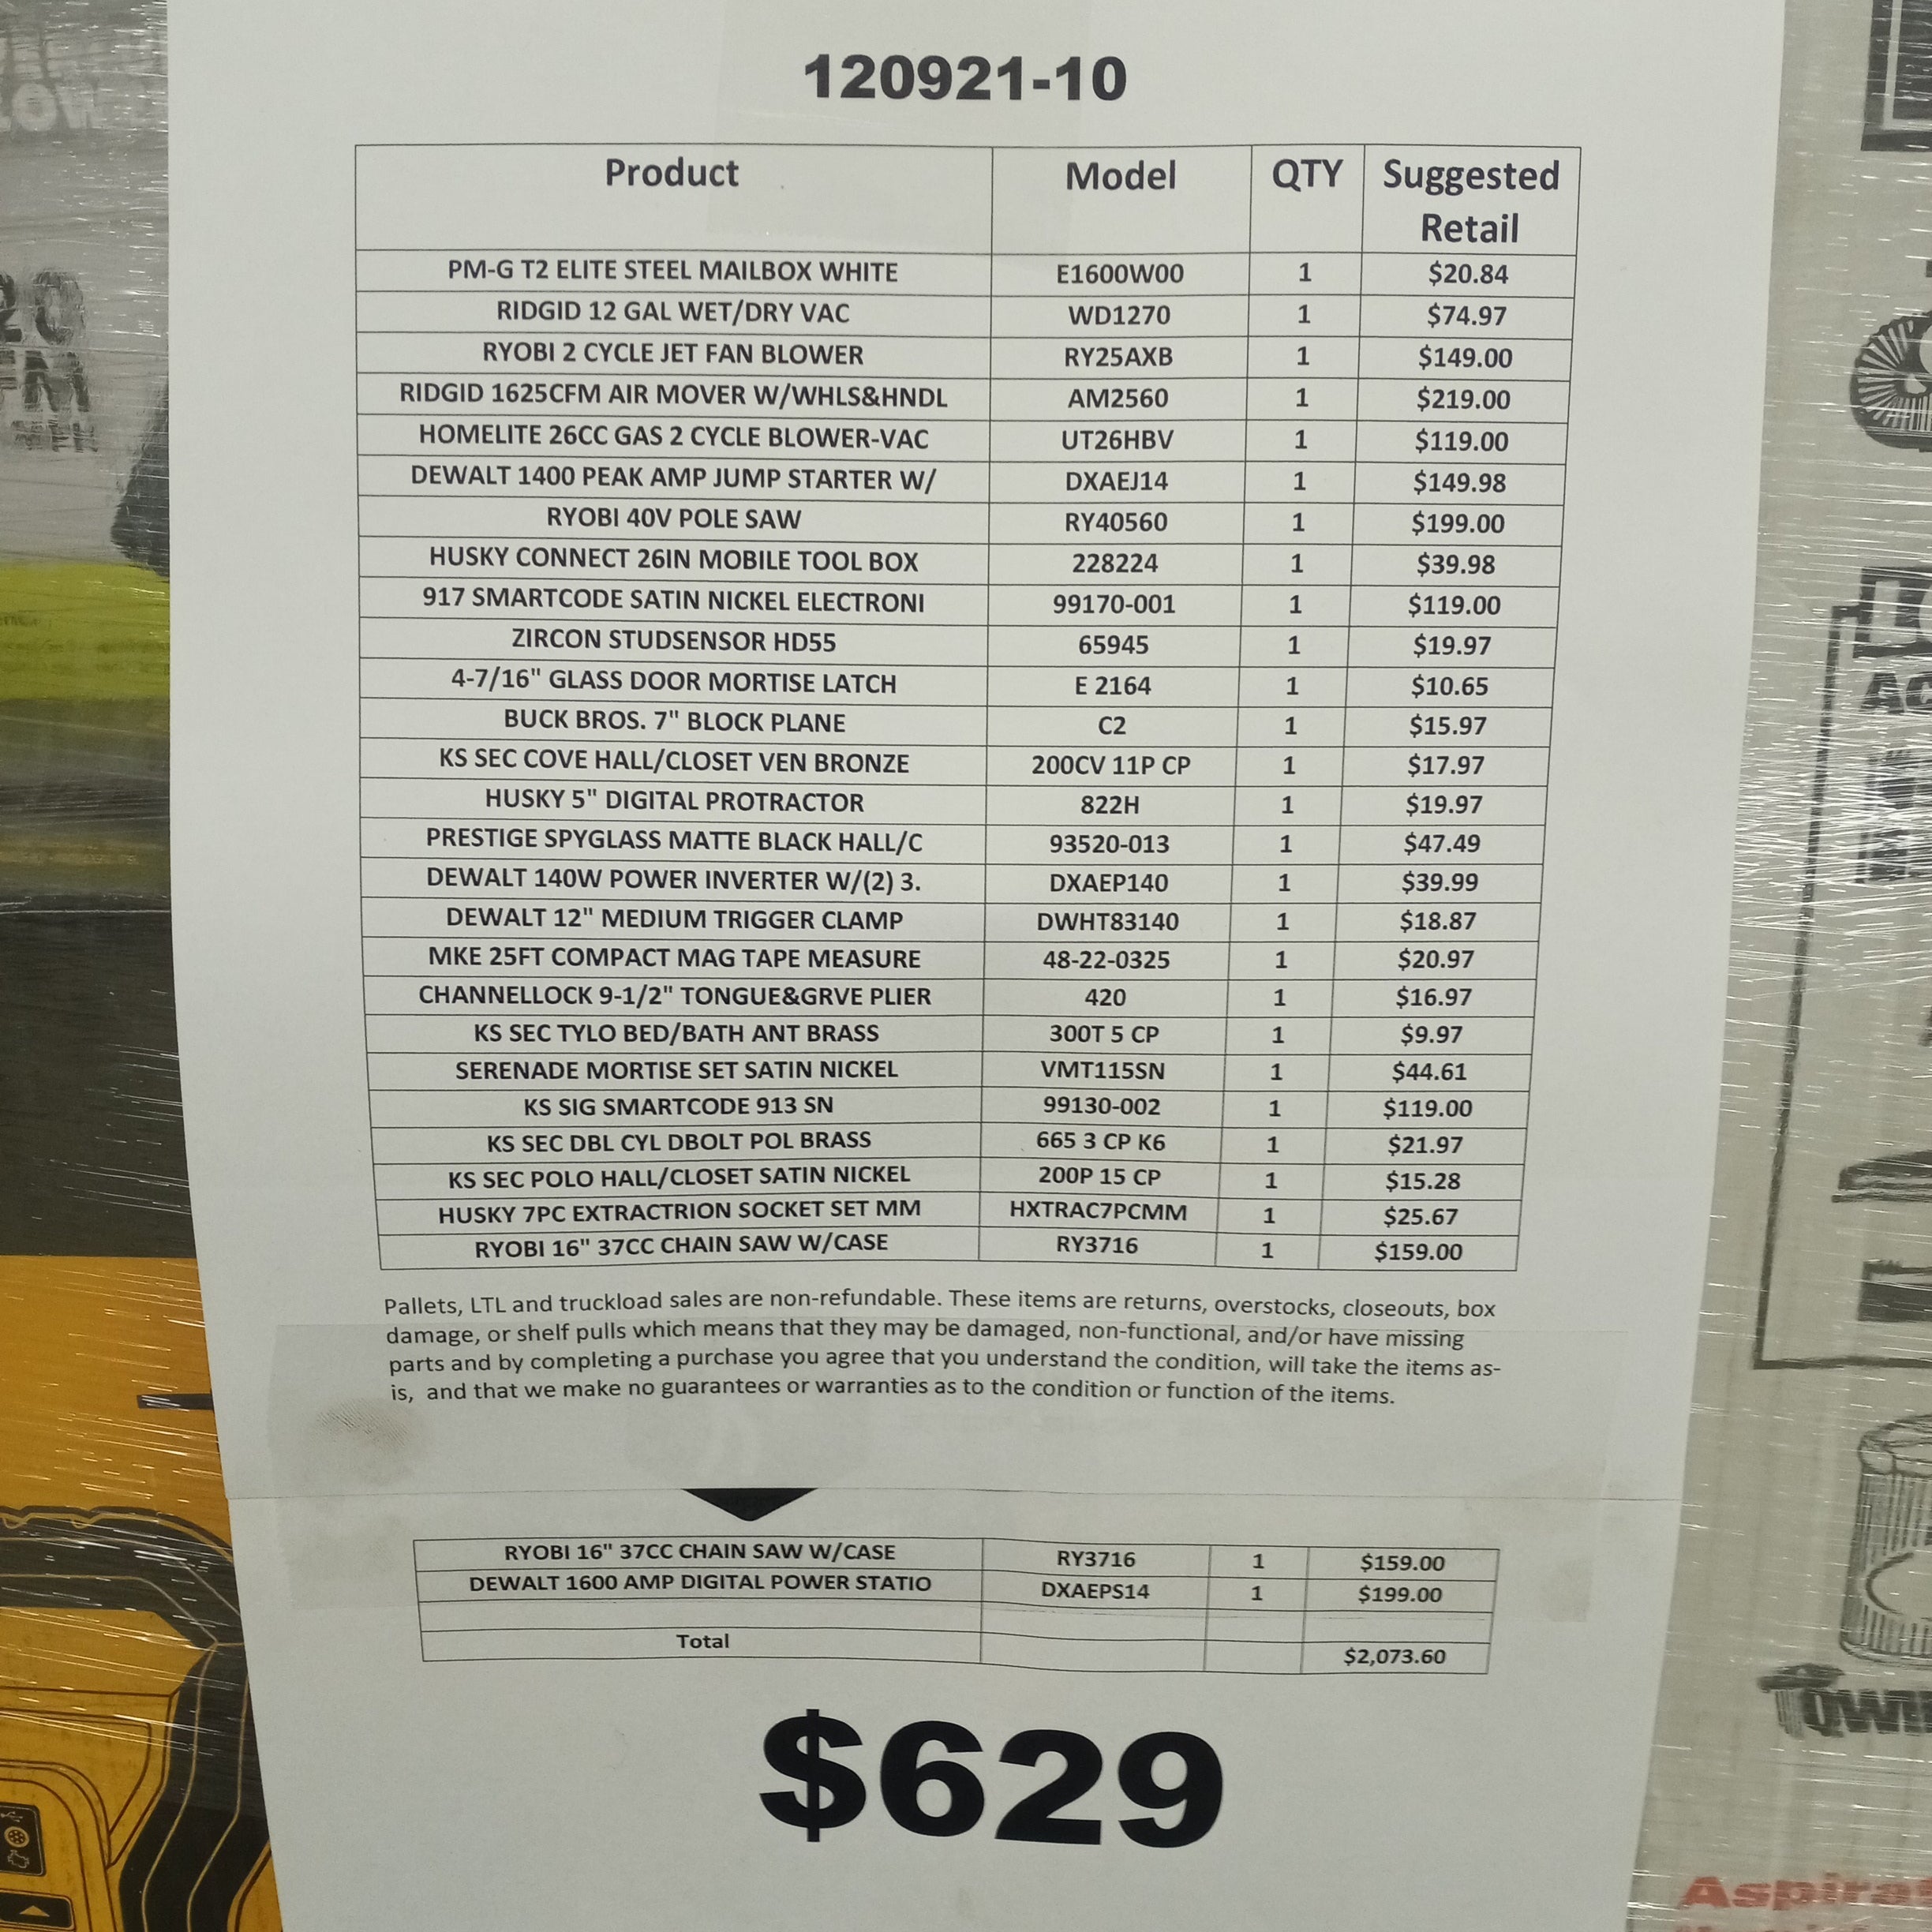 120921-10
Product Model QTY Suggested Retail
PM-G T2 ELITE STEEL MAILBOX WHITE E1600W00 1 $20.84
RIDGID 12 GAL WET/DRY VAC WD1270 1 $74.97
RYOBI 2 CYCLE JET FAN BLOWER RY25AXB 1 $149.00
RIDGID 1625CFM AIR MOVER W/WHLS&HNDL AM2560 1 $219.00
HOMELITE 26CC GAS 2 CYCLE BLOWER-VAC UT26HBV 1 $119.00
DEWALT 1400 PEAK AMP JUMP STARTER W/ DXAEJ14 1 $149.98
RYOBI 40V POLE SAW RY40560 1 $199.00
HUSKY CONNECT 26IN MOBILE TOOL BOX 228224 1 $39.98
917 SMARTCODE SATIN NICKEL ELECTRONI 99170-001 1 $119.00
ZIRCON STUDSENSOR HD55 65945 1 $19.97
4-7/16" GLASS DOOR MORTISE LATCH E 2164 1 $10.65
BUCK BROS. 7" BLOCK PLANE C2 1 $15.97
KS SEC COVE HALL/CLOSET VEN BRONZE 200CV 11P CP 1 $17.97
HUSKY 5" DIGITAL PROTRACTOR 822H 1 $19.97
PRESTIGE SPYGLASS MATTE BLACK HALL/C 93520-013 1 $47.49
DEWALT 140W POWER INVERTER W/(2) 3. DXAEP140 1 $39.99
DEWALT 12" MEDIUM TRIGGER CLAMP DWHT83140 1 $18.87
MKE 25FT COMPACT MAG TAPE MEASURE 48-22-0325 1 $20.97
CHANNELLOCK 9-1/2" TONGUE&GRVE PLIER 420 1 $16.97
KS SEC TYLO BED/BATH ANT BRASS 300T 5 CP 1 $9.97
SERENADE MORTISE SET SATIN NICKEL VMT115SN 1 $44.61
KS SIG SMARTCODE 913 SN 99130-002 1 $119.00
KS SEC DBL CYL DBOLT POL BRASS 665 3 CP K6 1 $21.97
KS SEC POLO HALL/CLOSET SATIN NICKEL 200P 15 CP 1 $15.28
HUSKY 7PC EXTRACTRION SOCKET SET MM HXTRAC7PCMM 1 $25.67
RYOBI 16" 37CC CHAIN SAW W/CASE RY3716 1 $159.00
Pallets, LTL and truckload sales are non-refundable. These items are returns, overstocks, closeouts, box
damage, or shelf pulls which means that they may be damaged, non-functional, and/or have missing
parts and by completing a purchase you agree that you understand the condition, will take the items as-
is, and that we make no guarantees or warranties as to the condition or function of the items.
RYOBI 16" 37CC CHAIN SAW W/CASE RY3716 1 $159.00
DEWALT 1600 AMP DIGITAL POWER STATIO DXAEPS14 1 $199.00
Total $2,073.60
$629